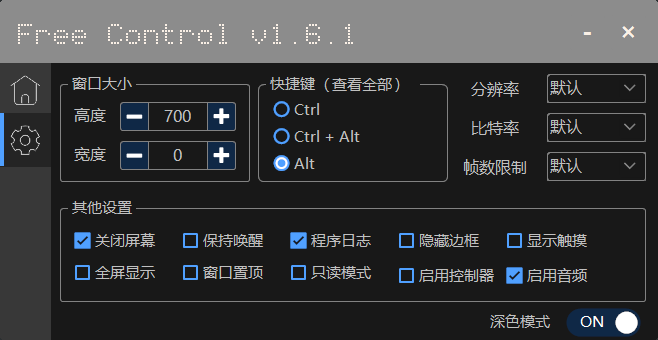 Free Control v1.6.1
窗口大小
高度 700
宽度 0
快捷键（查看全部）
Ctrl
Ctrl + Alt
Alt
分辨率 默认
比特率 默认
帧数限制 默认
其他设置
关闭屏幕 保持唤醒 程序日志 隐藏边框 显示触摸
全屏显示 窗口置顶 只读模式 启用控制器 启用音频
深色模式 ON